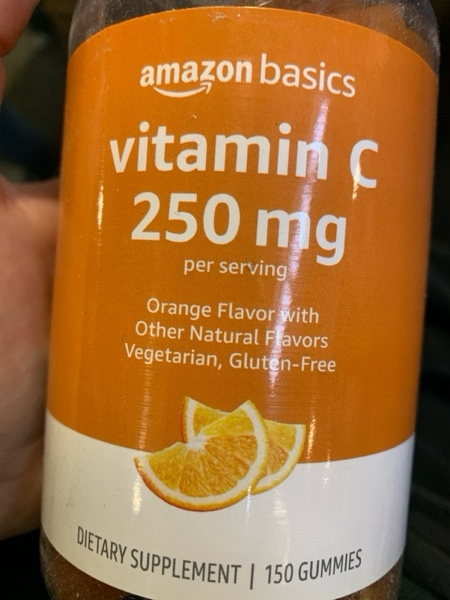 amazon basics
vitamin C
250 mg
per serving
Orange Flavor with
Other Natural Flavors
Vegetarian, Gluten-Free
DIETARY SUPPLEMENT | 150 GUMMIES